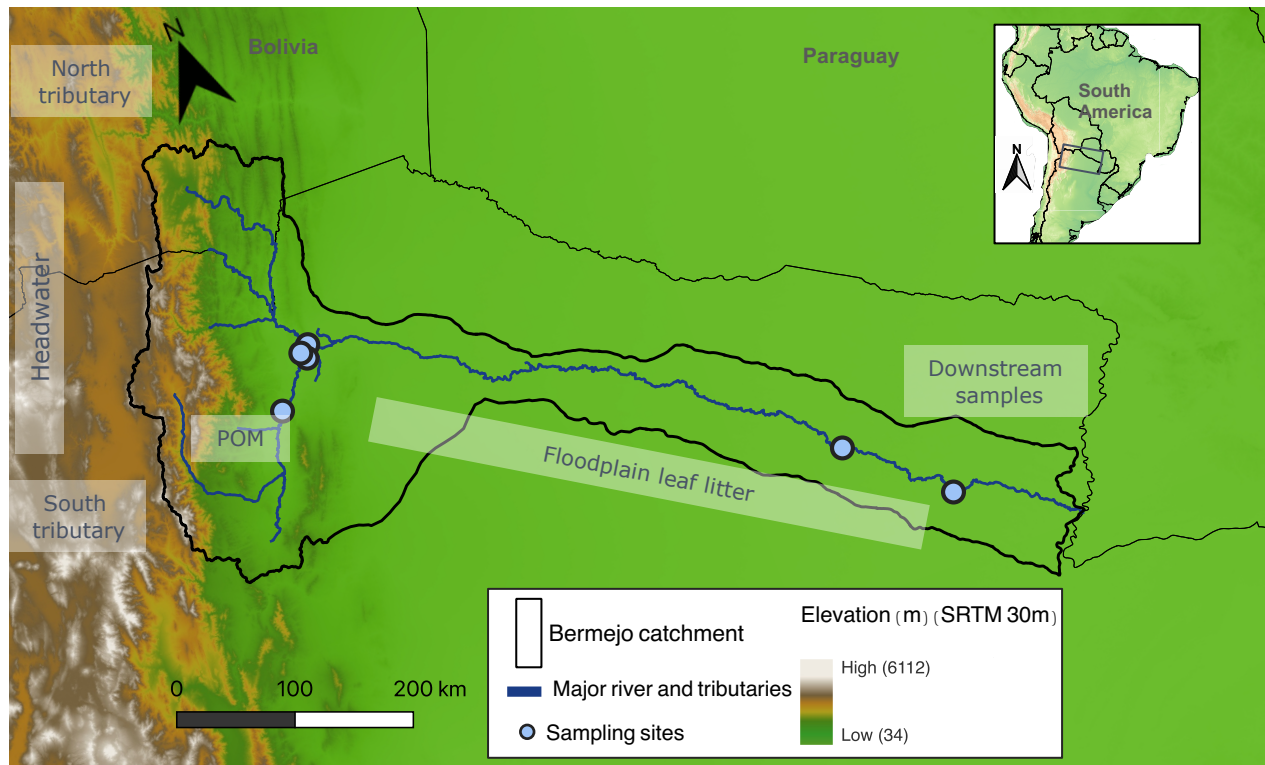 N
Bolivia
Paraguay
North
tributary
South
America
N
Headwater
Downstream
samples
POM
Floodplain leaf litter
South
tributary
Bermejo catchment
Major river and tributaries
Sampling sites
Elevation (m) (SRTM 30m)
High (6112)
Low (34)
0 100 200 km